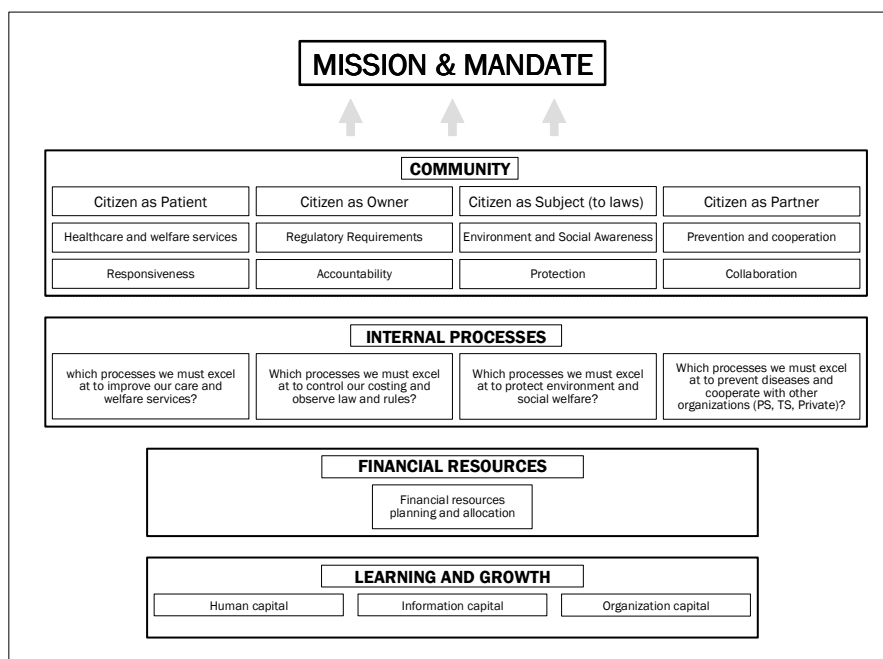 MISSION & MANDATE
COMMUNITY
Citizen as Patient
Citizen as Owner
Citizen as Subject (to laws)
Citizen as Partner
Healthcare and welfare services
Regulatory Requirements
Environment and Social Awareness
Prevention and cooperation
Responsiveness
Accountability
Protection
Collaboration
INTERNAL PROCESSES
which processes we must excel
at to improve our care and
welfare services?
Which processes we must excel
at to control our costing and
observe law and rules?
Which processes we must excel
at to protect environment and
social welfare?
Which processes we must excel
at to prevent diseases and
cooperate with other
organizations (PS, TS, Private)?
FINANCIAL RESOURCES
Financial resources
planning and allocation
LEARNING AND GROWTH
Human capital
Information capital
Organization capital